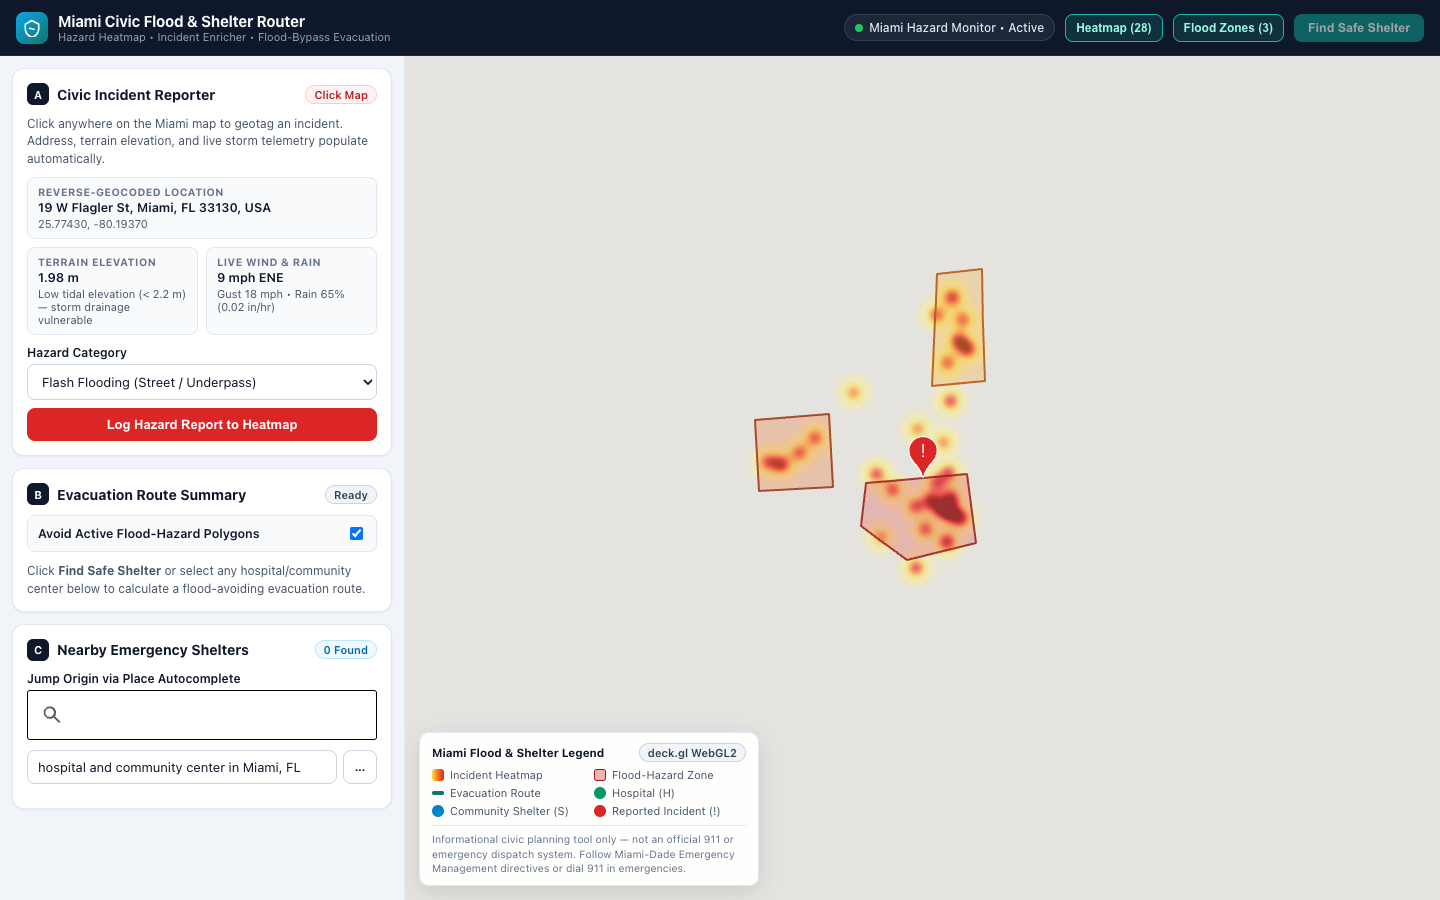 Miami Civic Flood & Shelter Router
Hazard Heatmap • Incident Enricher • Flood-Bypass Evacuation
Miami Hazard Monitor • Active
Heatmap (28)
Flood Zones (3)
Find Safe Shelter
A
Civic Incident Reporter
Click Map
Click anywhere on the Miami map to geotag an incident.
Address, terrain elevation, and live storm telemetry populate
automatically.
REVERSE-GEOCODED LOCATION
19 W Flagler St, Miami, FL 33130, USA
25.77430, -80.19370
TERRAIN ELEVATION
1.98 m
Low tidal elevation (< 2.2 m)
— storm drainage
vulnerable
LIVE WIND & RAIN
9 mph ENE
Gust 18 mph • Rain 65%
(0.02 in/hr)
Hazard Category
Flash Flooding (Street / Underpass)
Log Hazard Report to Heatmap
B
Evacuation Route Summary
Ready
Avoid Active Flood-Hazard Polygons
Click Find Safe Shelter or select any hospital/community
center below to calculate a flood-avoiding evacuation route.
C
Nearby Emergency Shelters
0 Found
Jump Origin via Place Autocomplete
hospital and community center in Miami, FL
...
!
Miami Flood & Shelter Legend
deck.gl WebGL2
Incident Heatmap
Flood-Hazard Zone
Evacuation Route
Hospital (H)
Community Shelter (S)
Reported Incident (!)
Informational civic planning tool only — not an official 911 or
emergency dispatch system. Follow Miami-Dade Emergency
Management directives or dial 911 in emergencies.